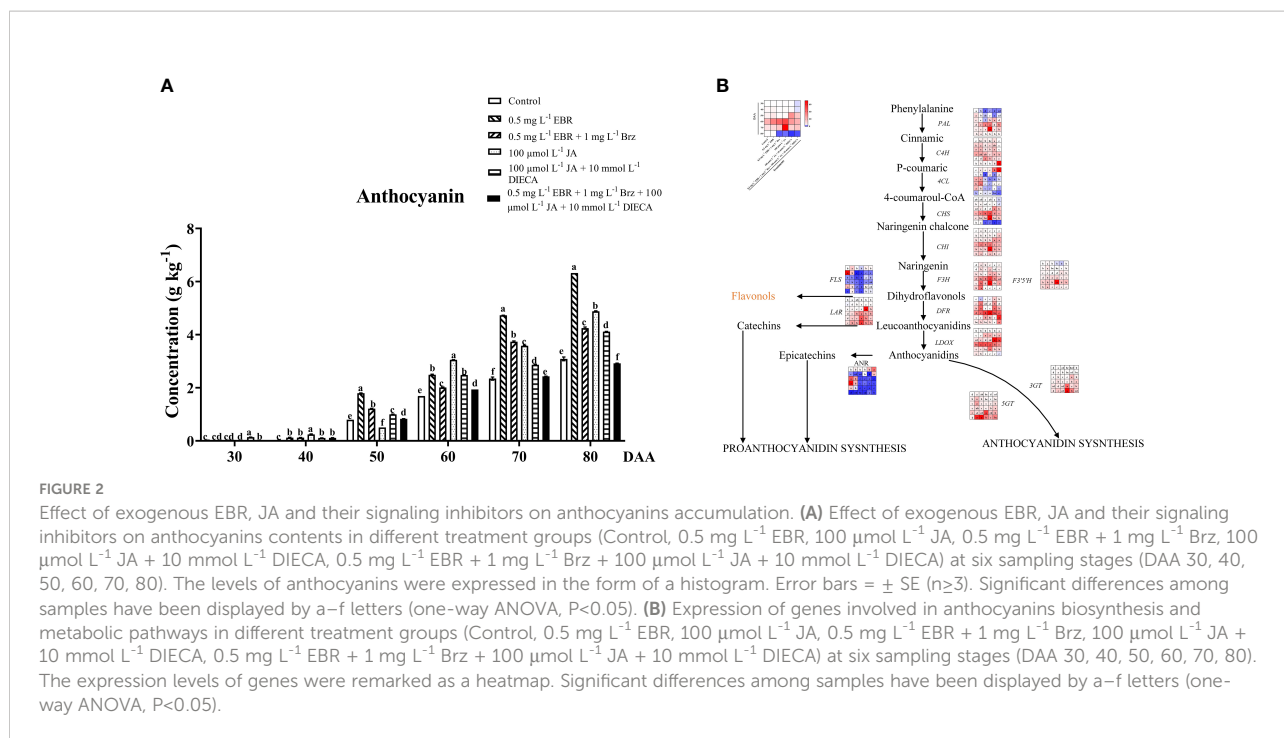 A
Control
0.5 mg L⁻¹ EBR
0.5 mg L⁻¹ EBR + 1 mg L⁻¹ Brz
100 μmol L⁻¹ JA
100 μmol L⁻¹ JA + 10 mmol L⁻¹
DIECA
0.5 mg L⁻¹ EBR + 1 mg L⁻¹ Brz + 100
μmol L⁻¹ JA + 10 mmol L⁻¹ DIECA
Anthocyanin
Concentration (g kg⁻¹)
8
6
4
2
0
c cd cd d a b
c b b a b b
e a b f c d
e b c a b d
f a b c d e
e a c b d f
30 40 50 60 70 80 DAA
B
DAA
Phenylalanine
PAL
Cinnamic
C4H
P-coumaric
4CL
4-coumaroul-CoA
CHS
Naringenin chalcone
CHI
Naringenin
FLS
F3H
F3'5'H
Flavonols
Dihydroflavonols
LAR
DFR
Catechins
Leucoanthocyanidins
LDOX
Epicatechins
Anthocyanidins
ANR
3GT
5GT
PROANTHOCYANIDIN SYSNTHESIS
ANTHOCYANIDIN SYSNTHESIS
FIGURE 2
Effect of exogenous EBR, JA and their signaling inhibitors on anthocyanins accumulation. (A) Effect of exogenous EBR, JA and their signaling
inhibitors on anthocyanins contents in different treatment groups (Control, 0.5 mg L⁻¹ EBR, 100 μmol L⁻¹ JA, 0.5 mg L⁻¹ EBR + 1 mg L⁻¹ Brz, 100
μmol L⁻¹ JA + 10 mmol L⁻¹ DIECA, 0.5 mg L⁻¹ EBR + 1 mg L⁻¹ Brz + 100 μmol L⁻¹ JA + 10 mmol L⁻¹ DIECA) at six sampling stages (DAA 30, 40,
50, 60, 70, 80). The levels of anthocyanins were expressed in the form of a histogram. Error bars = ± SE (n≥3). Significant differences among
samples have been displayed by a–f letters (one-way ANOVA, P<0.05). (B) Expression of genes involved in anthocyanins biosynthesis and
metabolic pathways in different treatment groups (Control, 0.5 mg L⁻¹ EBR, 100 μmol L⁻¹ JA, 0.5 mg L⁻¹ EBR + 1 mg L⁻¹ Brz, 100 μmol L⁻¹ JA +
10 mmol L⁻¹ DIECA, 0.5 mg L⁻¹ EBR + 1 mg L⁻¹ Brz + 100 μmol L⁻¹ JA + 10 mmol L⁻¹ DIECA) at six sampling stages (DAA 30, 40, 50, 60, 70, 80).
The expression levels of genes were remarked as a heatmap. Significant differences among samples have been displayed by a–f letters (one-
way ANOVA, P<0.05).